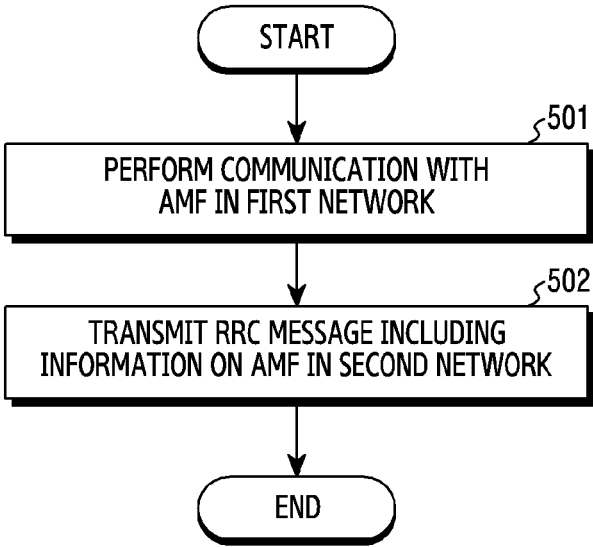 START
501
PERFORM COMMUNICATION WITH
AMF IN FIRST NETWORK
502
TRANSMIT RRC MESSAGE INCLUDING
INFORMATION ON AMF IN SECOND NETWORK
END